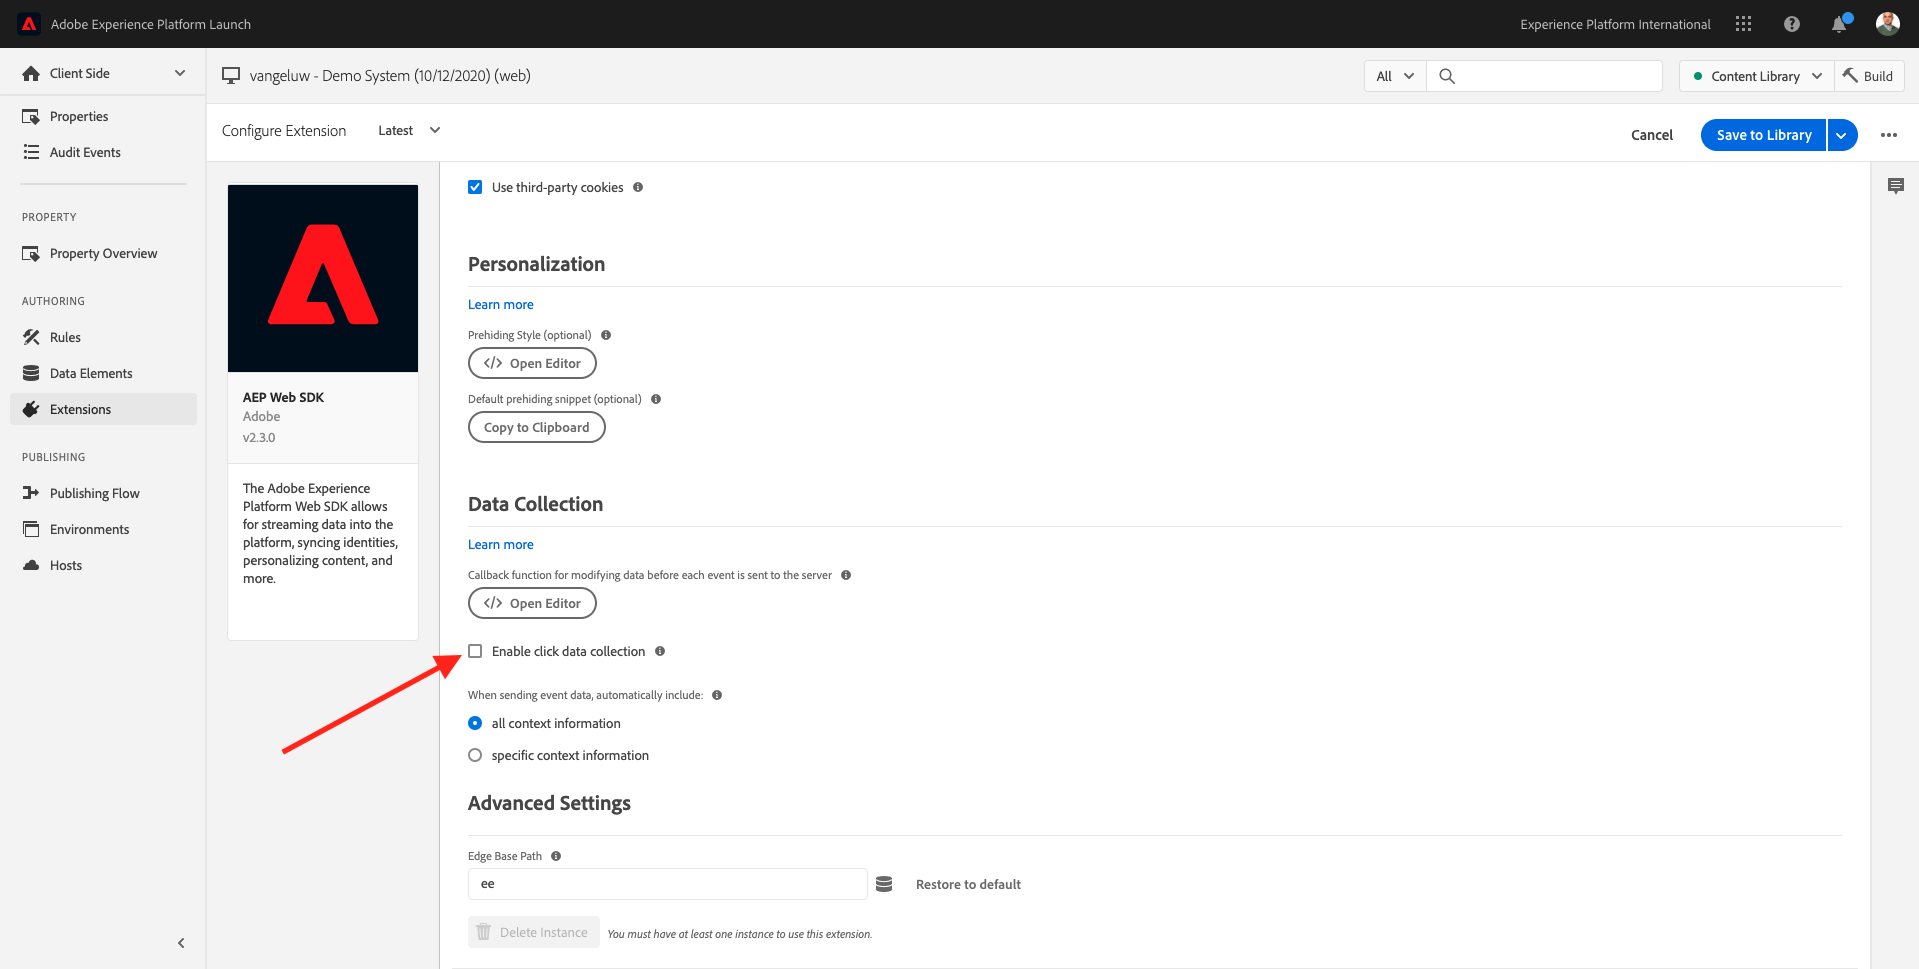 Adobe Experience Platform Launch
Experience Platform International
Client Side
vangeluw - Demo System (10/12/2020) (web)
All
Content Library
Build
Properties
Audit Events
Configure Extension
Latest
Cancel
Save to Library
PROPERTY
Property Overview
AUTHORING
Rules
Data Elements
Extensions
PUBLISHING
Publishing Flow
Environments
Hosts
AEP Web SDK
Adobe
v2.3.0
The Adobe Experience
Platform Web SDK allows
for streaming data into the
platform, syncing identities,
personalizing content, and
more.
Use third-party cookies
Personalization
Learn more
Prehiding Style (optional)
</> Open Editor
Default prehiding snippet (optional)
Copy to Clipboard
Data Collection
Learn more
Callback function for modifying data before each event is sent to the server
</> Open Editor
Enable click data collection
When sending event data, automatically include:
all context information
specific context information
Advanced Settings
Edge Base Path
ee
Restore to default
Delete Instance
You must have at least one instance to use this extension.